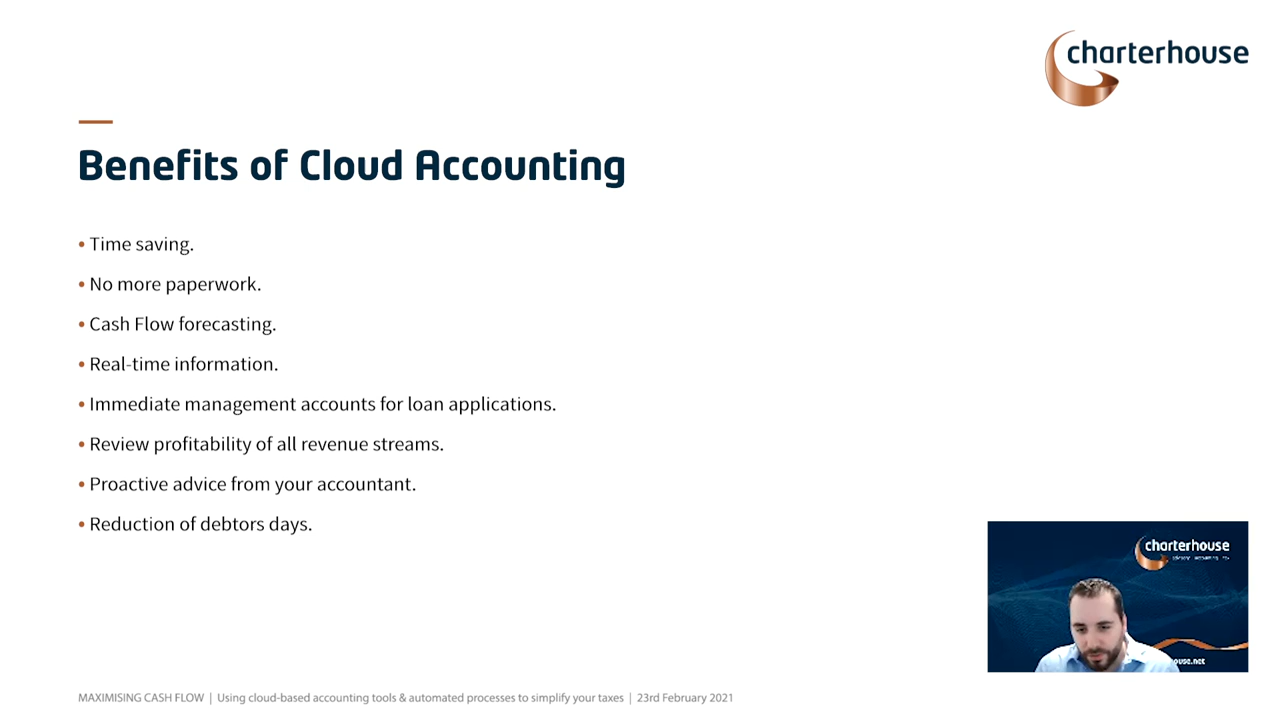 charterhouse
Benefits of Cloud Accounting
• Time saving.
• No more paperwork.
• Cash Flow forecasting.
• Real-time information.
• Immediate management accounts for loan applications.
• Review profitability of all revenue streams.
• Proactive advice from your accountant.
• Reduction of debtors days.
charterhouse
ouse.net
MAXIMISING CASH FLOW | Using cloud-based accounting tools & automated processes to simplify your taxes | 23rd February 2021